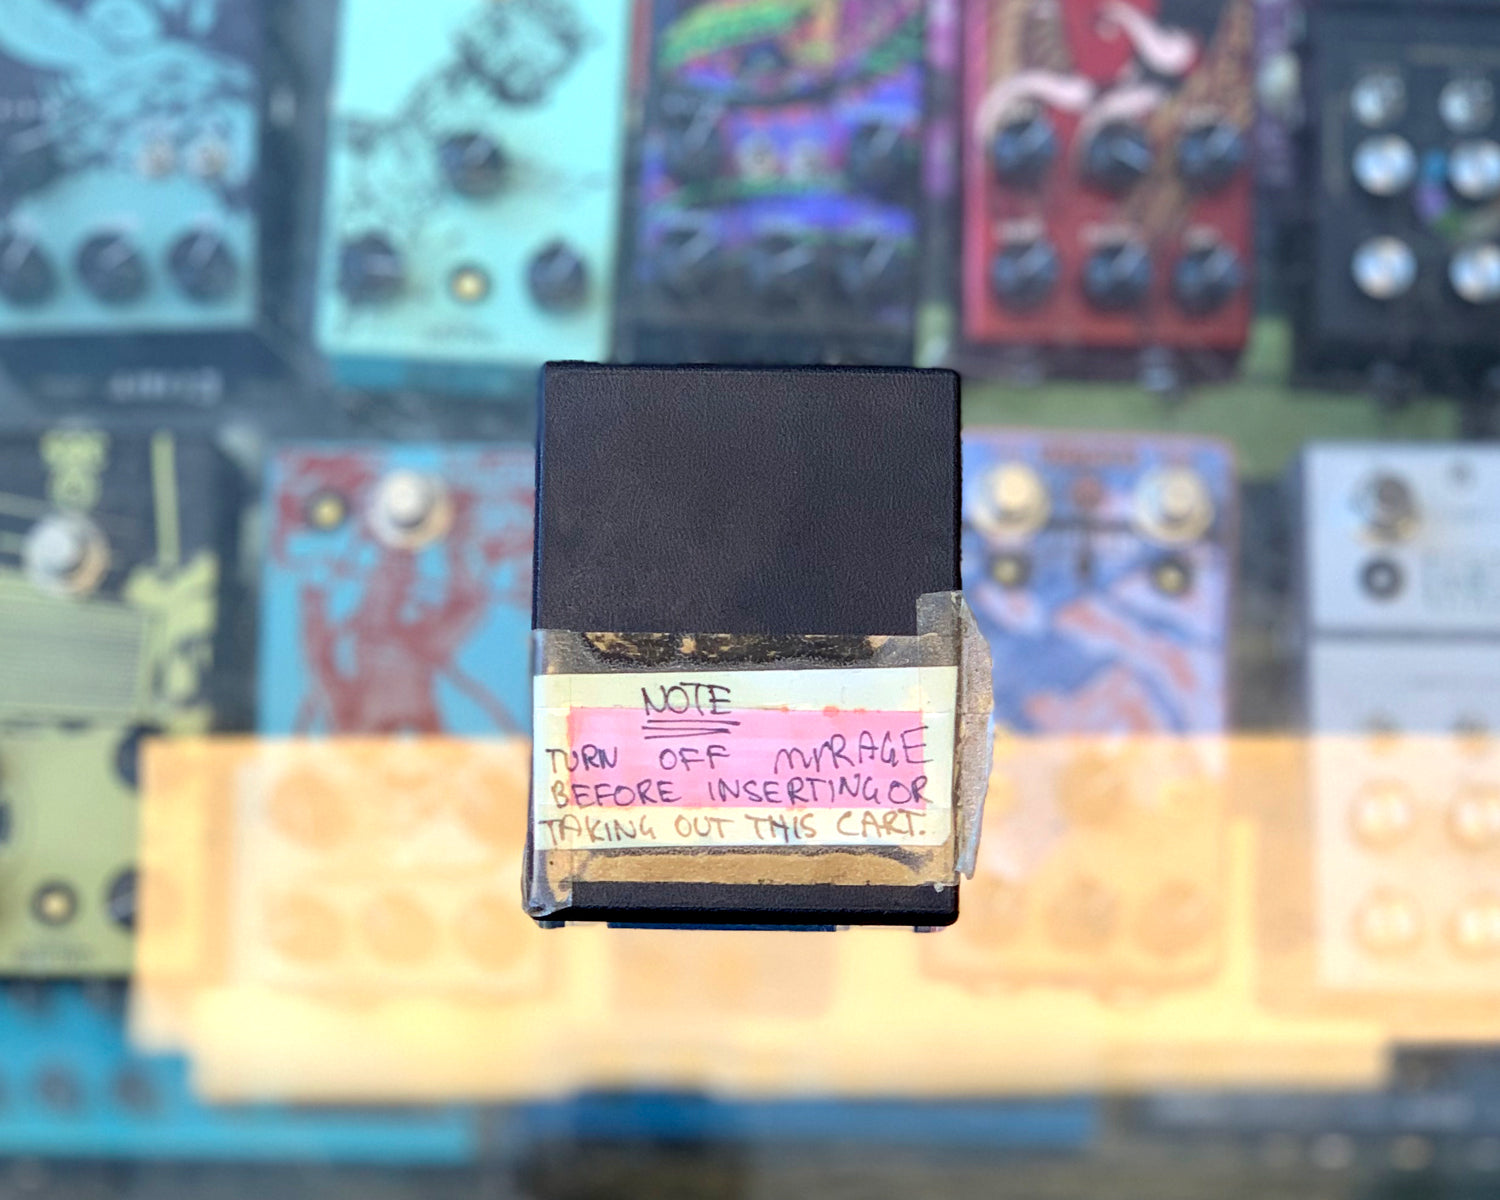 NOTE
TURN OFF MIRAGE
BEFORE INSERTING OR
TAKING OUT THIS CART.